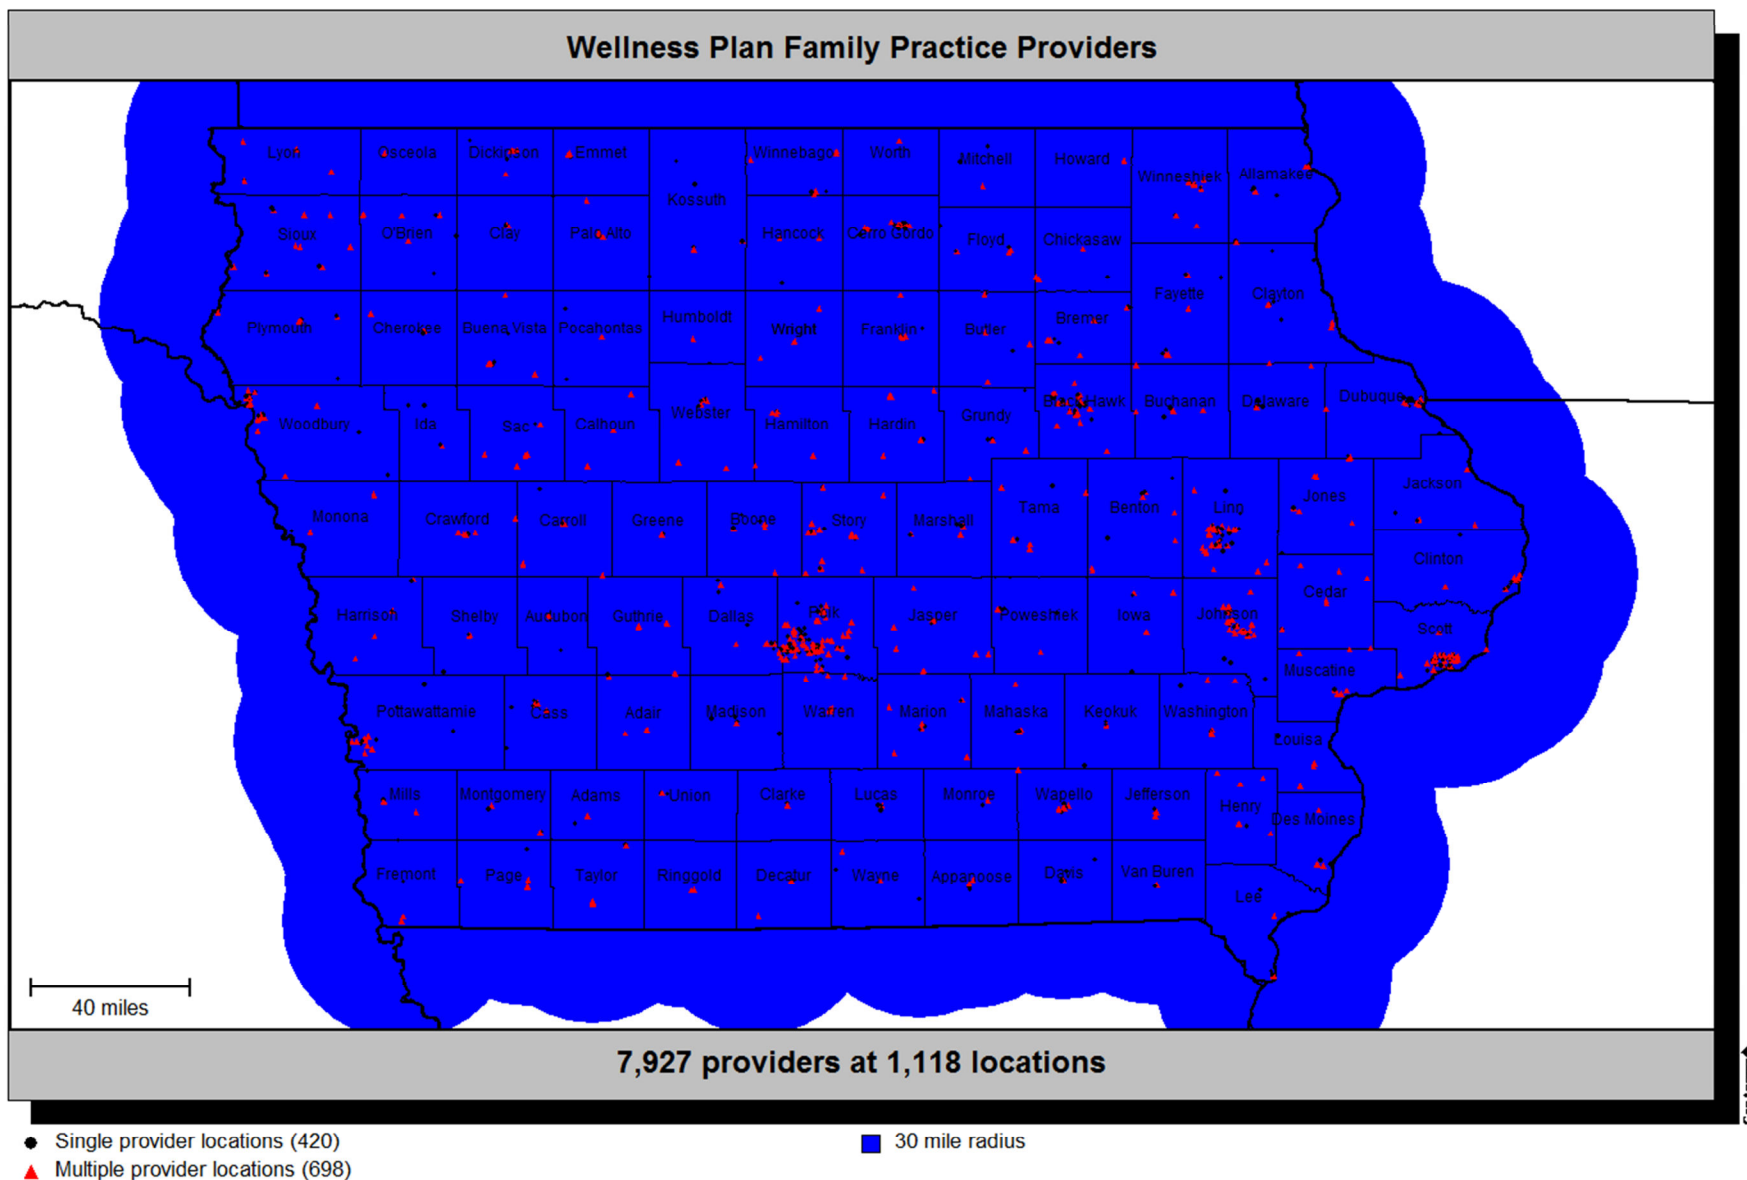 Wellness Plan Family Practice Providers
Lyon Osceola Dickinson Emmet Winnebago Worth Mitchell Howard Winneshiek Allamakee
Kossuth
Sioux O'Brien Clay Palo Alto Hancock Cerro Gordo Floyd Chickasaw
Fayette Clayton
Plymouth Cherokee Buena Vista Pocahontas Humboldt Wright Franklin Butler Bremer
Woodbury Ida Sac Calhoun Webster Hamilton Hardin Grundy Black Hawk Buchanan Delaware Dubuque
Monona Crawford Carroll Greene Boone Story Marshall Tama Benton Linn Jones Jackson
Clinton
Harrison Shelby Audubon Guthrie Dallas Polk Jasper Poweshiek Iowa Johnson Cedar
Scott
Muscatine
Pottawattamie Cass Adair Madison Warren Marion Mahaska Keokuk Washington
Louisa
Mills Montgomery Adams Union Clarke Lucas Monroe Wapello Jefferson Henry
Des Moines
Fremont Page Taylor Ringgold Decatur Wayne Appanoose Davis Van Buren
Lee
40 miles
7,927 providers at 1,118 locations
Single provider locations (420)
30 mile radius
Multiple provider locations (698)